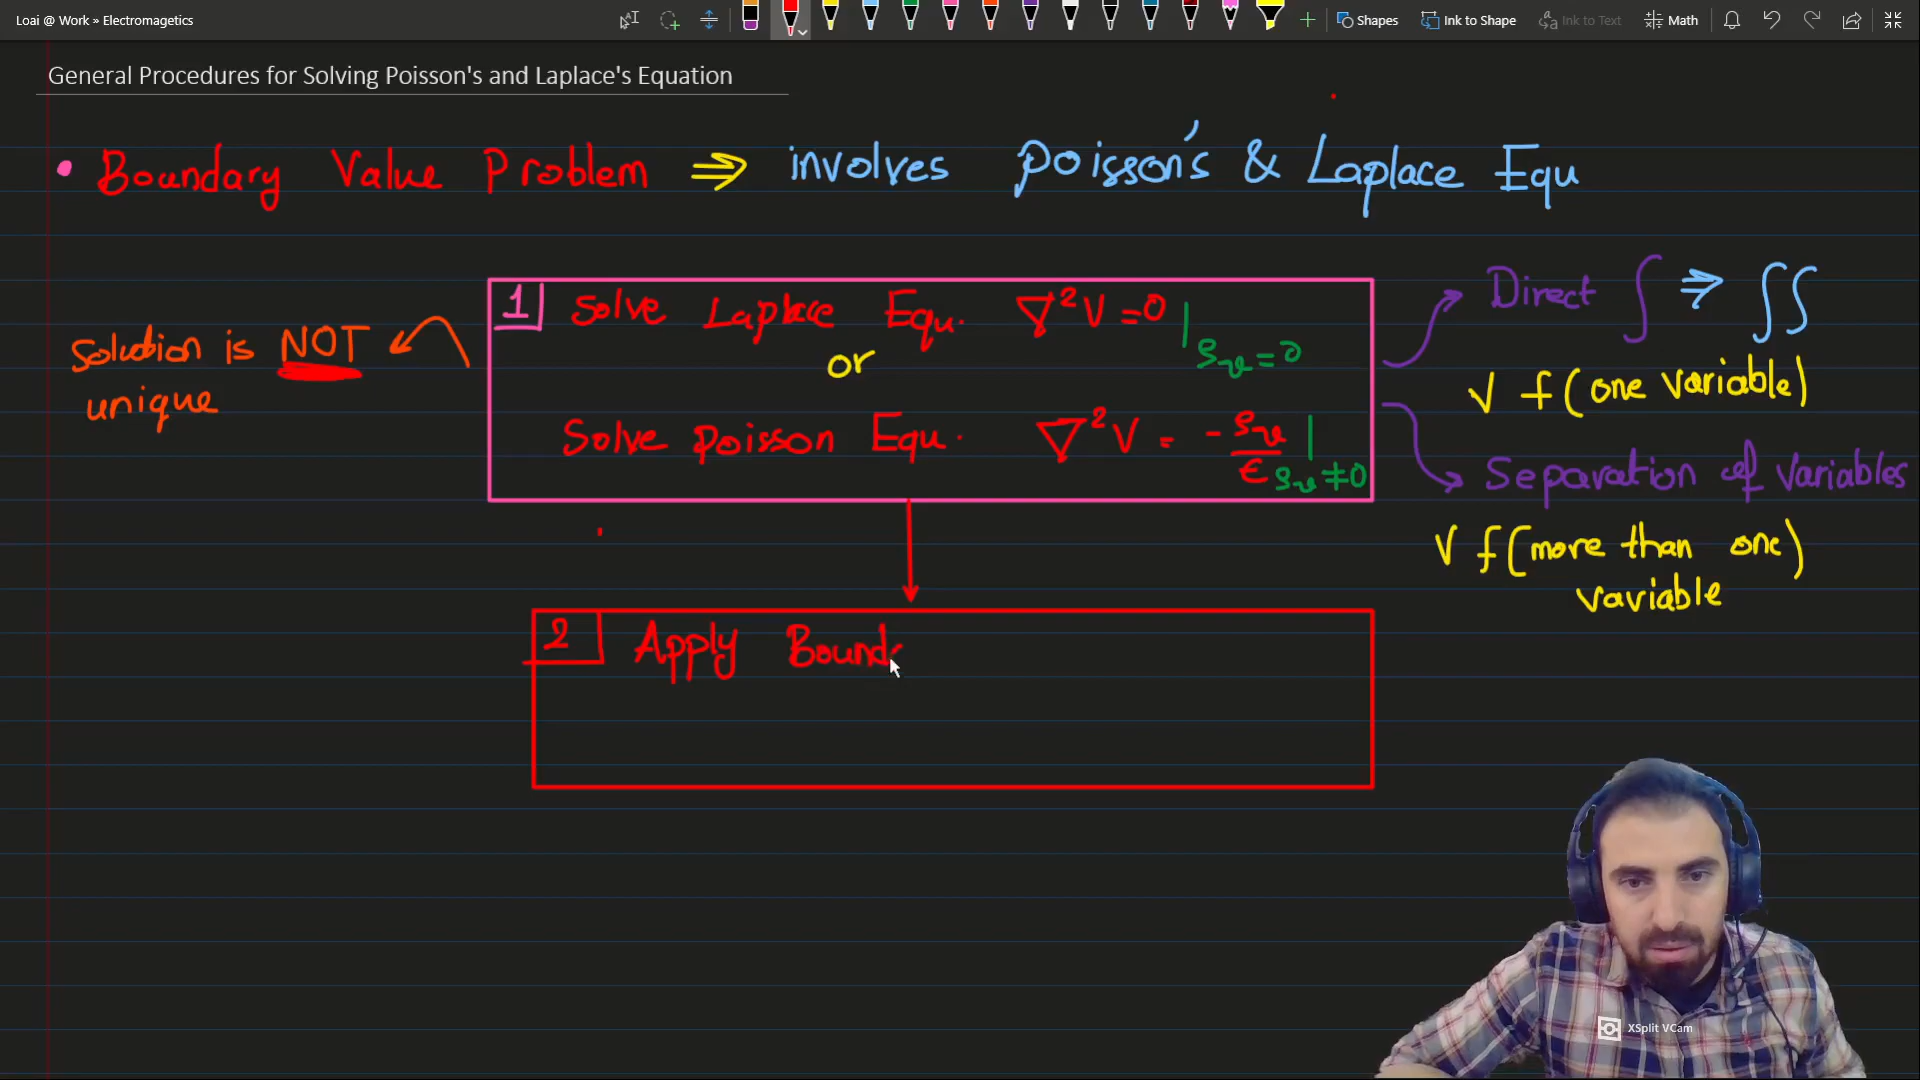 Loai @ Work » Electromagetics
Shapes
Ink to Shape
Ink to Text
Math
General Procedures for Solving Poisson's and Laplace's Equation
• Boundary Value Problem ⇒ involves poisson's & Laplace Equ
1 Solve Laplace Equ. ∇²V = 0 | ρᵥ = 0
or
Solve poisson Equ. ∇²V = - ρᵥ/ε | ρᵥ ≠ 0
Solution is NOT
unique
Direct ∫ ⇒ ∫∫
V f (one variable)
Separation of variables
V f (more than one)
variable
2 Apply Bound
XSplit VCam